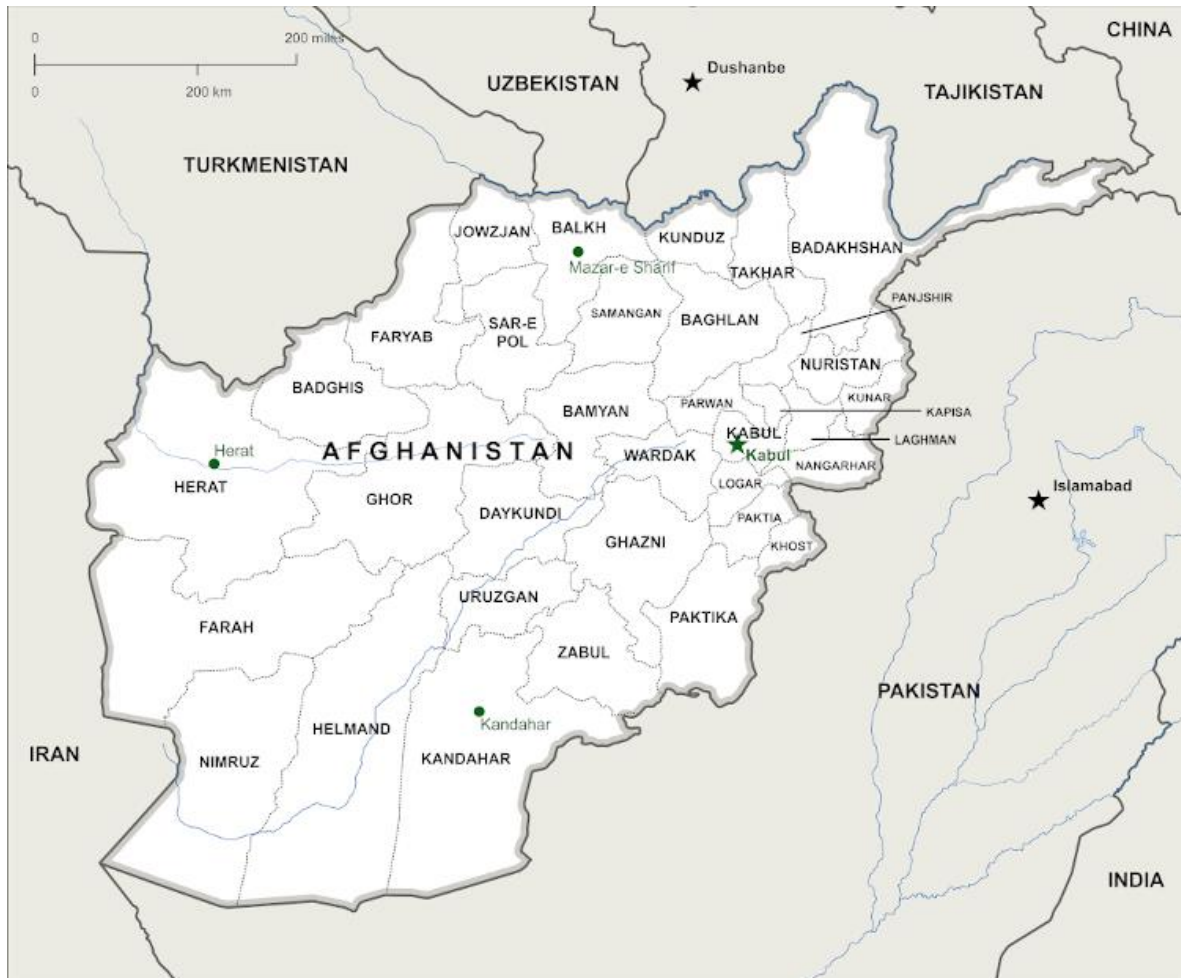 0
200 miles
0
200 km
CHINA
UZBEKISTAN
Dushanbe
TAJIKISTAN
TURKMENISTAN
JOWZJAN
BALKH
KUNDUZ
BADAKHSHAN
Mazar-e Sharif
TAKHAR
PANJSHIR
SAMANGAN
BAGHLAN
FARYAB
SAR-E
POL
NURISTAN
BADGHIS
KUNAR
BAMYAN
PARWAN
KAPISA
KABUL
LAGHMAN
Herat
AFGHANISTAN
WARDAK
Kabul
NANGARHAR
HERAT
LOGAR
Islamabad
GHOR
DAYKUNDI
PAKTIA
GHAZNI
KHOST
URUZGAN
FARAH
PAKTIKA
ZABUL
PAKISTAN
Kandahar
HELMAND
IRAN
NIMRUZ
KANDAHAR
INDIA